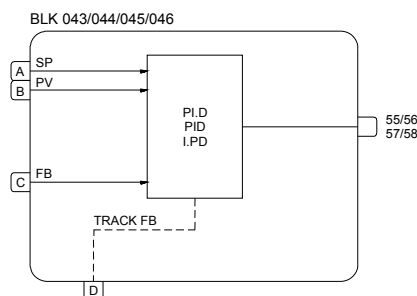 BLK 043/044/045/046
A SP
B PV
PI.D
PID
I.PD
55/56
57/58
C FB
TRACK FB
D